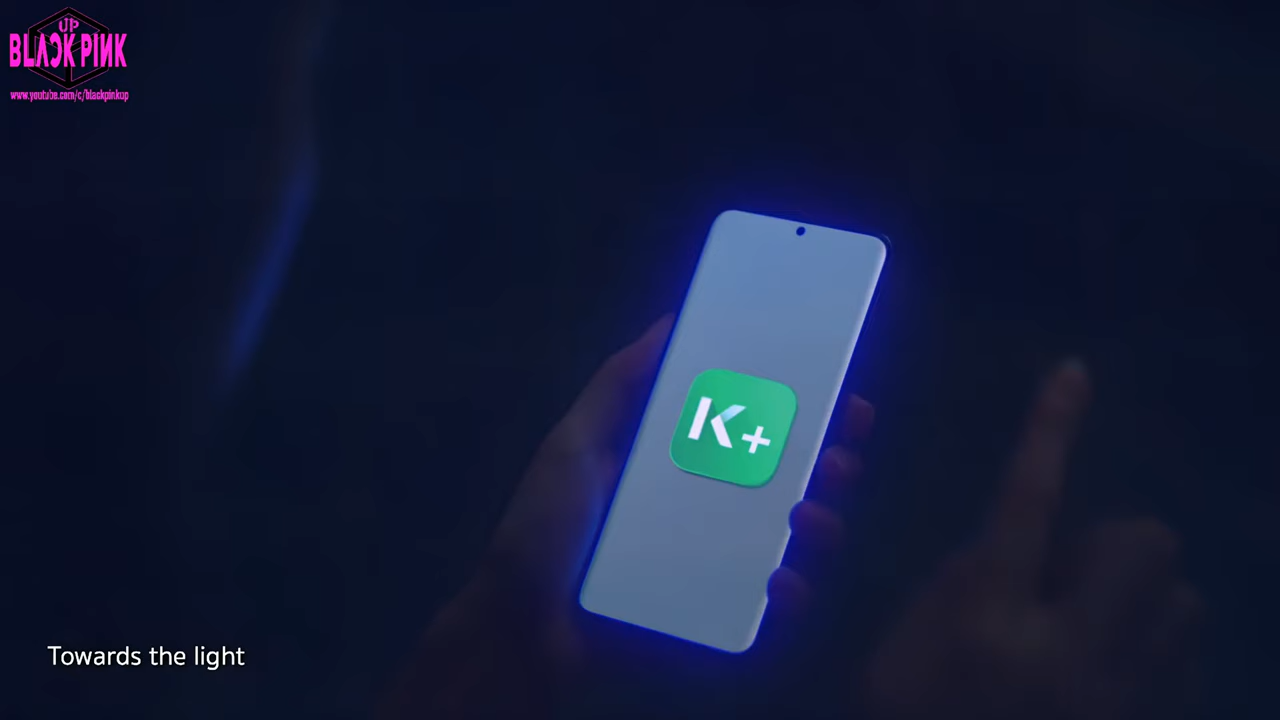 UP
BLACKPINK
www.youtube.com/c/blackpinkup
K+
Towards the light